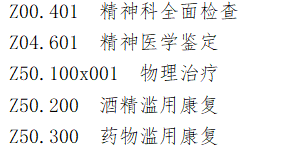 Z00.401 精神科全面检查
Z04.601 精神医学鉴定
Z50.100x001 物理治疗
Z50.200 酒精滥用康复
Z50.300 药物滥用康复